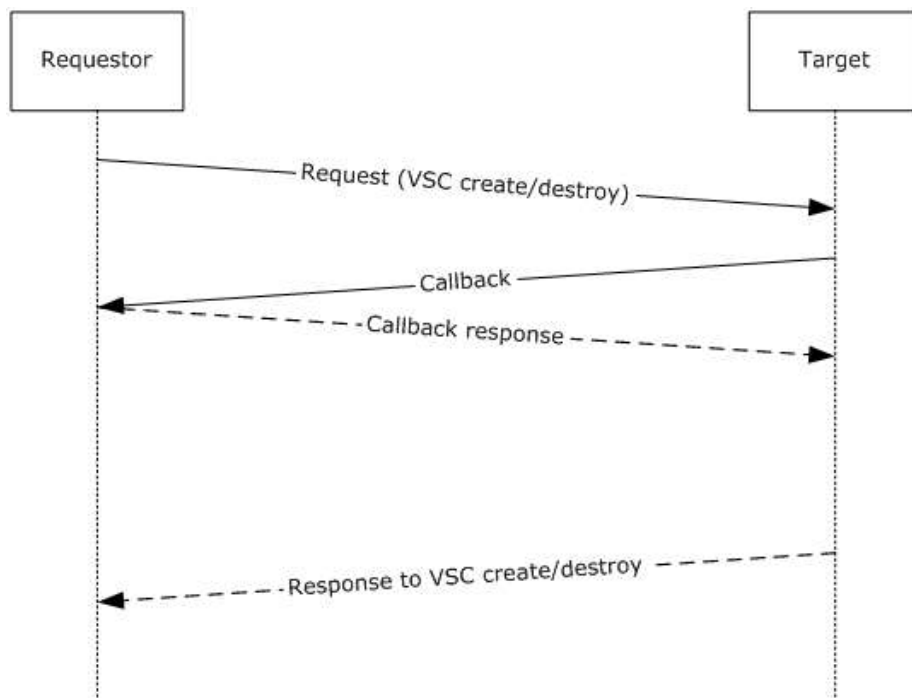 Requestor
Target
Request (VSC create/destroy)
Callback
Callback response
Response to VSC create/destroy